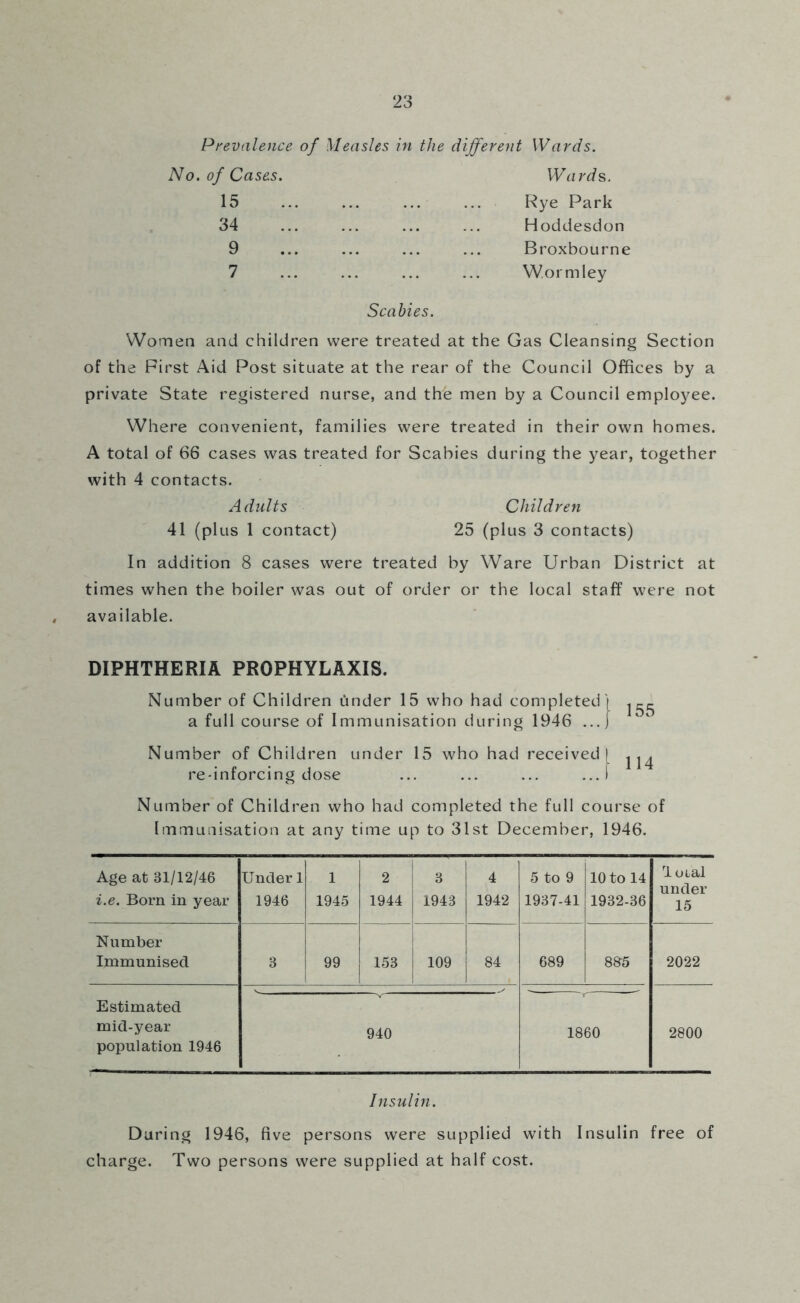 23
Prevalence of Measles in the different Wards.
No. of Cases. Wards.
15 ... ... ... ... Rye Park
34 ... ... ... ... Hoddesdon
9 ... ... ... ... Broxbourne
7 ... ... ... ... Wormley
Scabies.
Women and children were treated at the Gas Cleansing Section
of the First Aid Post situate at the rear of the Council Offices by a
private State registered nurse, and the men by a Council employee.
Where convenient, families were treated in their own homes.
A total of 66 cases was treated for Scabies during the year, together
with 4 contacts.
Adults Children
41 (plus 1 contact) 25 (plus 3 contacts)
In addition 8 cases were treated by Ware Urban District at
times when the boiler was out of order or the local staff were not
available.
DIPHTHERIA PROPHYLAXIS.
Number of Children under 15 who had completed
a full course of Immunisation during 1946 ... } 155
Number of Children under 15 who had received
re-inforcing dose ... ... ... ... } 114
Number of Children who had completed the full course of
Immunisation at any time up to 31st December, 1946.
Age at 31/12/46 Under 1 1 2 3 4 5 to 9 10 to 14 Total under 15
i.e. Born in year 1946 1945 1944 1943 1942 1937-41 1932-36
Number
Immunised 3 99 153 109 84 689 885 2022
Estimated
mid-year 940 1860 2800
population 1946
Insulin.
During 1946, five persons were supplied with Insulin free of
charge. Two persons were supplied at half cost.